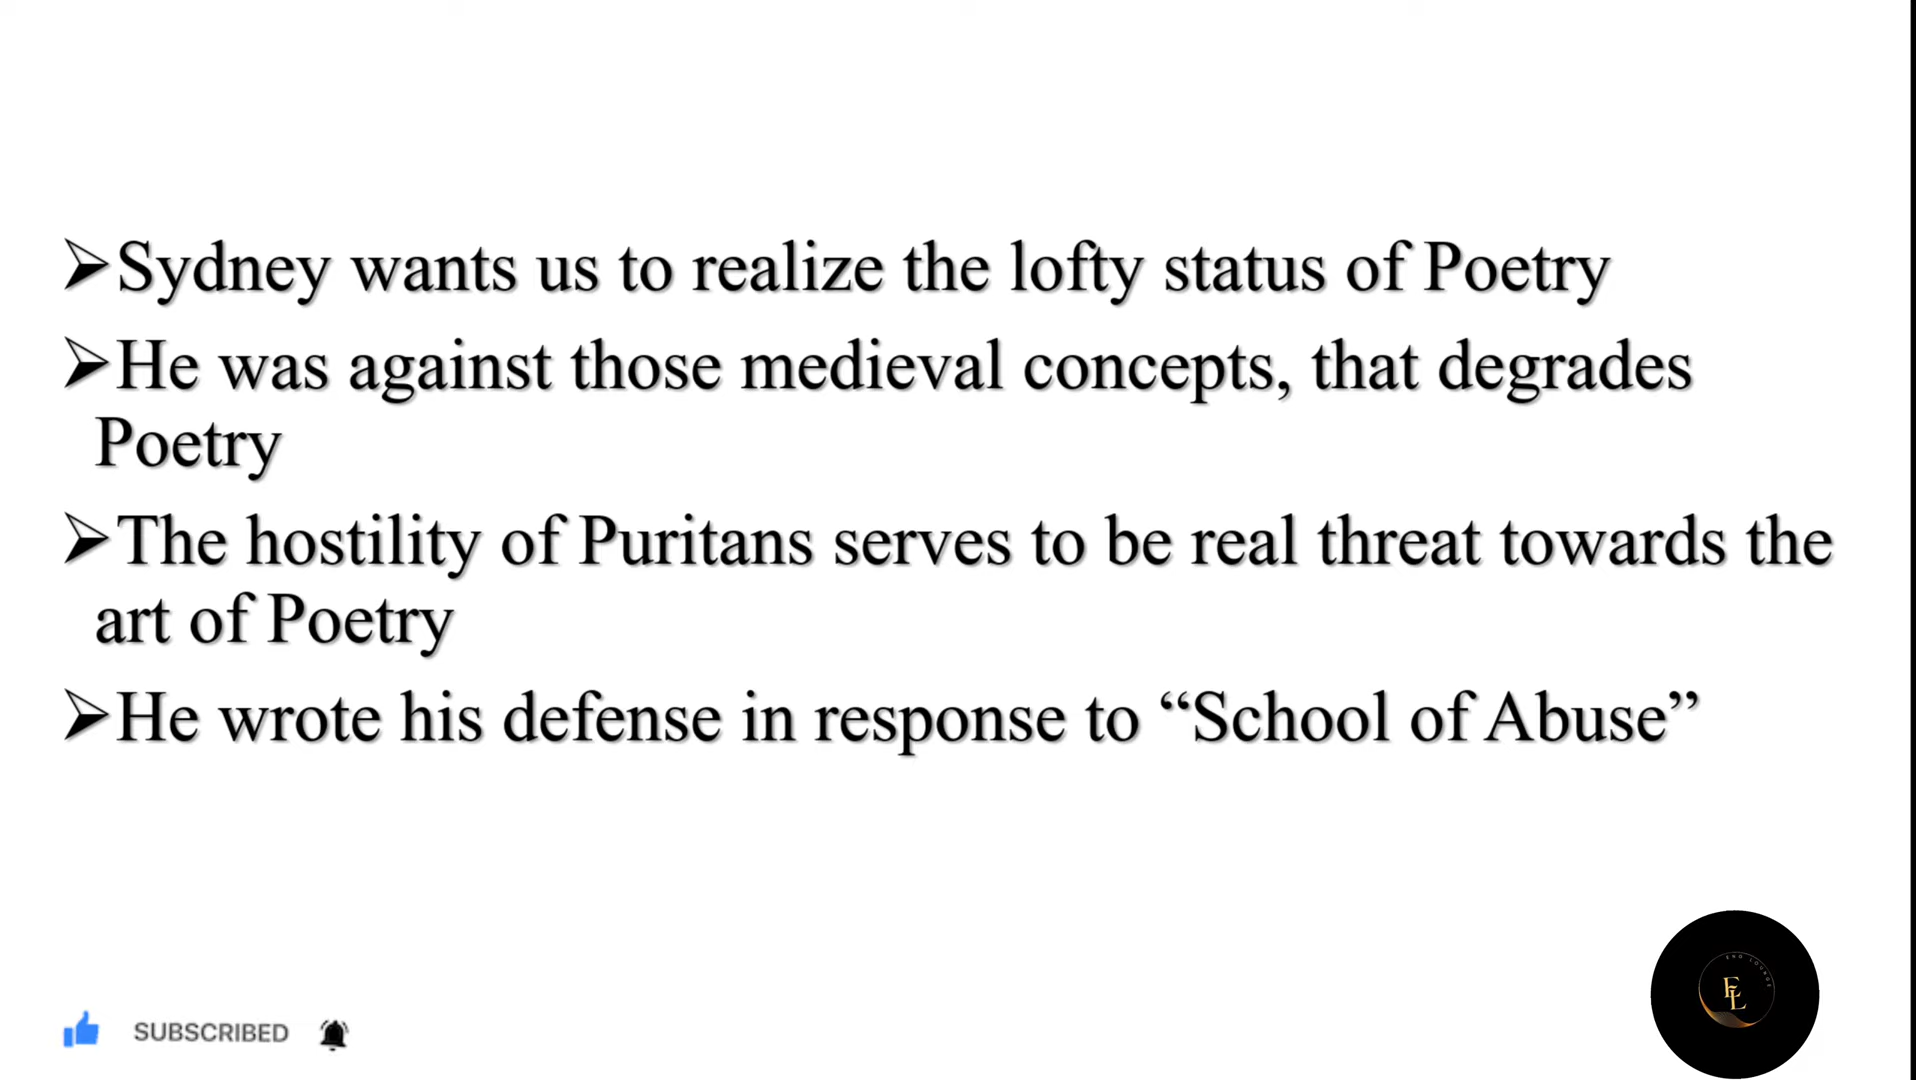 ➢Sydney wants us to realize the lofty status of Poetry
➢He was against those medieval concepts, that degrades
Poetry
➢The hostility of Puritans serves to be real threat towards the
art of Poetry
➢He wrote his defense in response to “School of Abuse”
ENG LOUNGE
EL
SUBSCRIBED